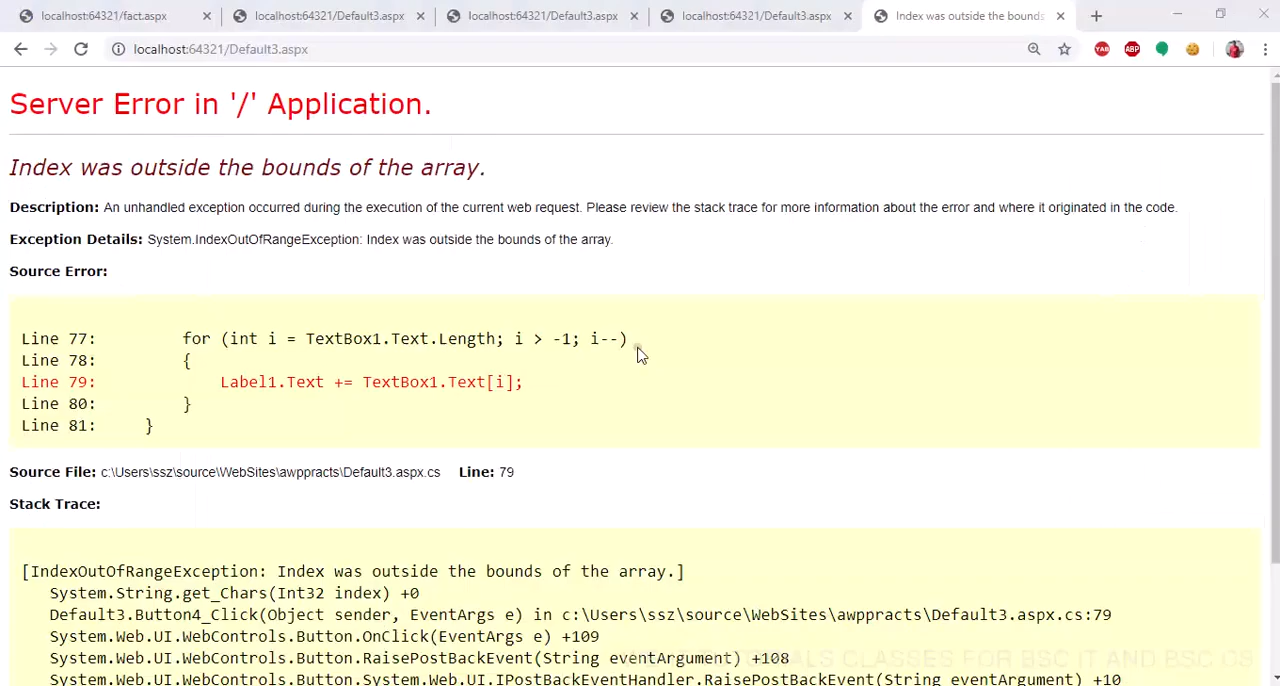 localhost:64321/fact.aspx localhost:64321/Default3.aspx localhost:64321/Default3.aspx localhost:64321/Default3.aspx Index was outside the bounds
localhost:64321/Default3.aspx
YAB ABP
Server Error in '/' Application.
Index was outside the bounds of the array.
Description: An unhandled exception occurred during the execution of the current web request. Please review the stack trace for more information about the error and where it originated in the code.
Exception Details: System.IndexOutOfRangeException: Index was outside the bounds of the array.
Source Error:
Line 77: for (int i = TextBox1.Text.Length; i > -1; i--)
Line 78: {
Line 79: Label1.Text += TextBox1.Text[i];
Line 80: }
Line 81: }
Source File: c:\Users\ssz\source\WebSites\awppracts\Default3.aspx.cs Line: 79
Stack Trace:
[IndexOutOfRangeException: Index was outside the bounds of the array.]
System.String.get_Chars(Int32 index) +0
Default3.Button4_Click(Object sender, EventArgs e) in c:\Users\ssz\source\WebSites\awppracts\Default3.aspx.cs:79
System.Web.UI.WebControls.Button.OnClick(EventArgs e) +109
System.Web.UI.WebControls.Button.RaisePostBackEvent(String eventArgument) +108
CLASSES FOR BSC IT AND BSC CS
System.Web.UI.WebControls.Button.System.Web.UI.IPostBackEventHandler.RaisePostBackEvent(String eventArgument) +10